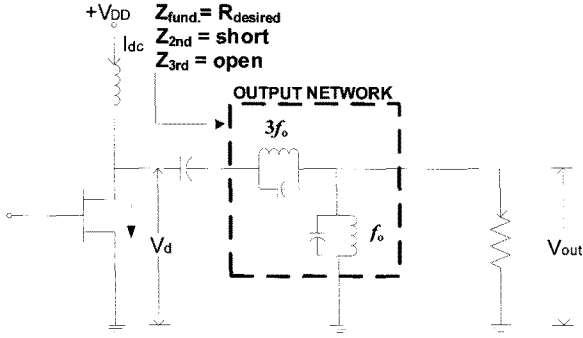 +VDD
Idc
Zfund.= Rdesired
Z2nd = short
Z3rd = open
OUTPUT NETWORK
3fo
fo
Vd
Vout